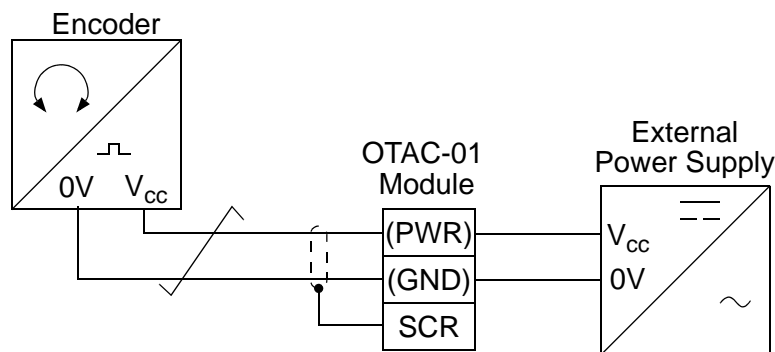 Encoder
0V Vcc
OTAC-01
Module
(PWR)
(GND)
SCR
External
Power Supply
Vcc
0V